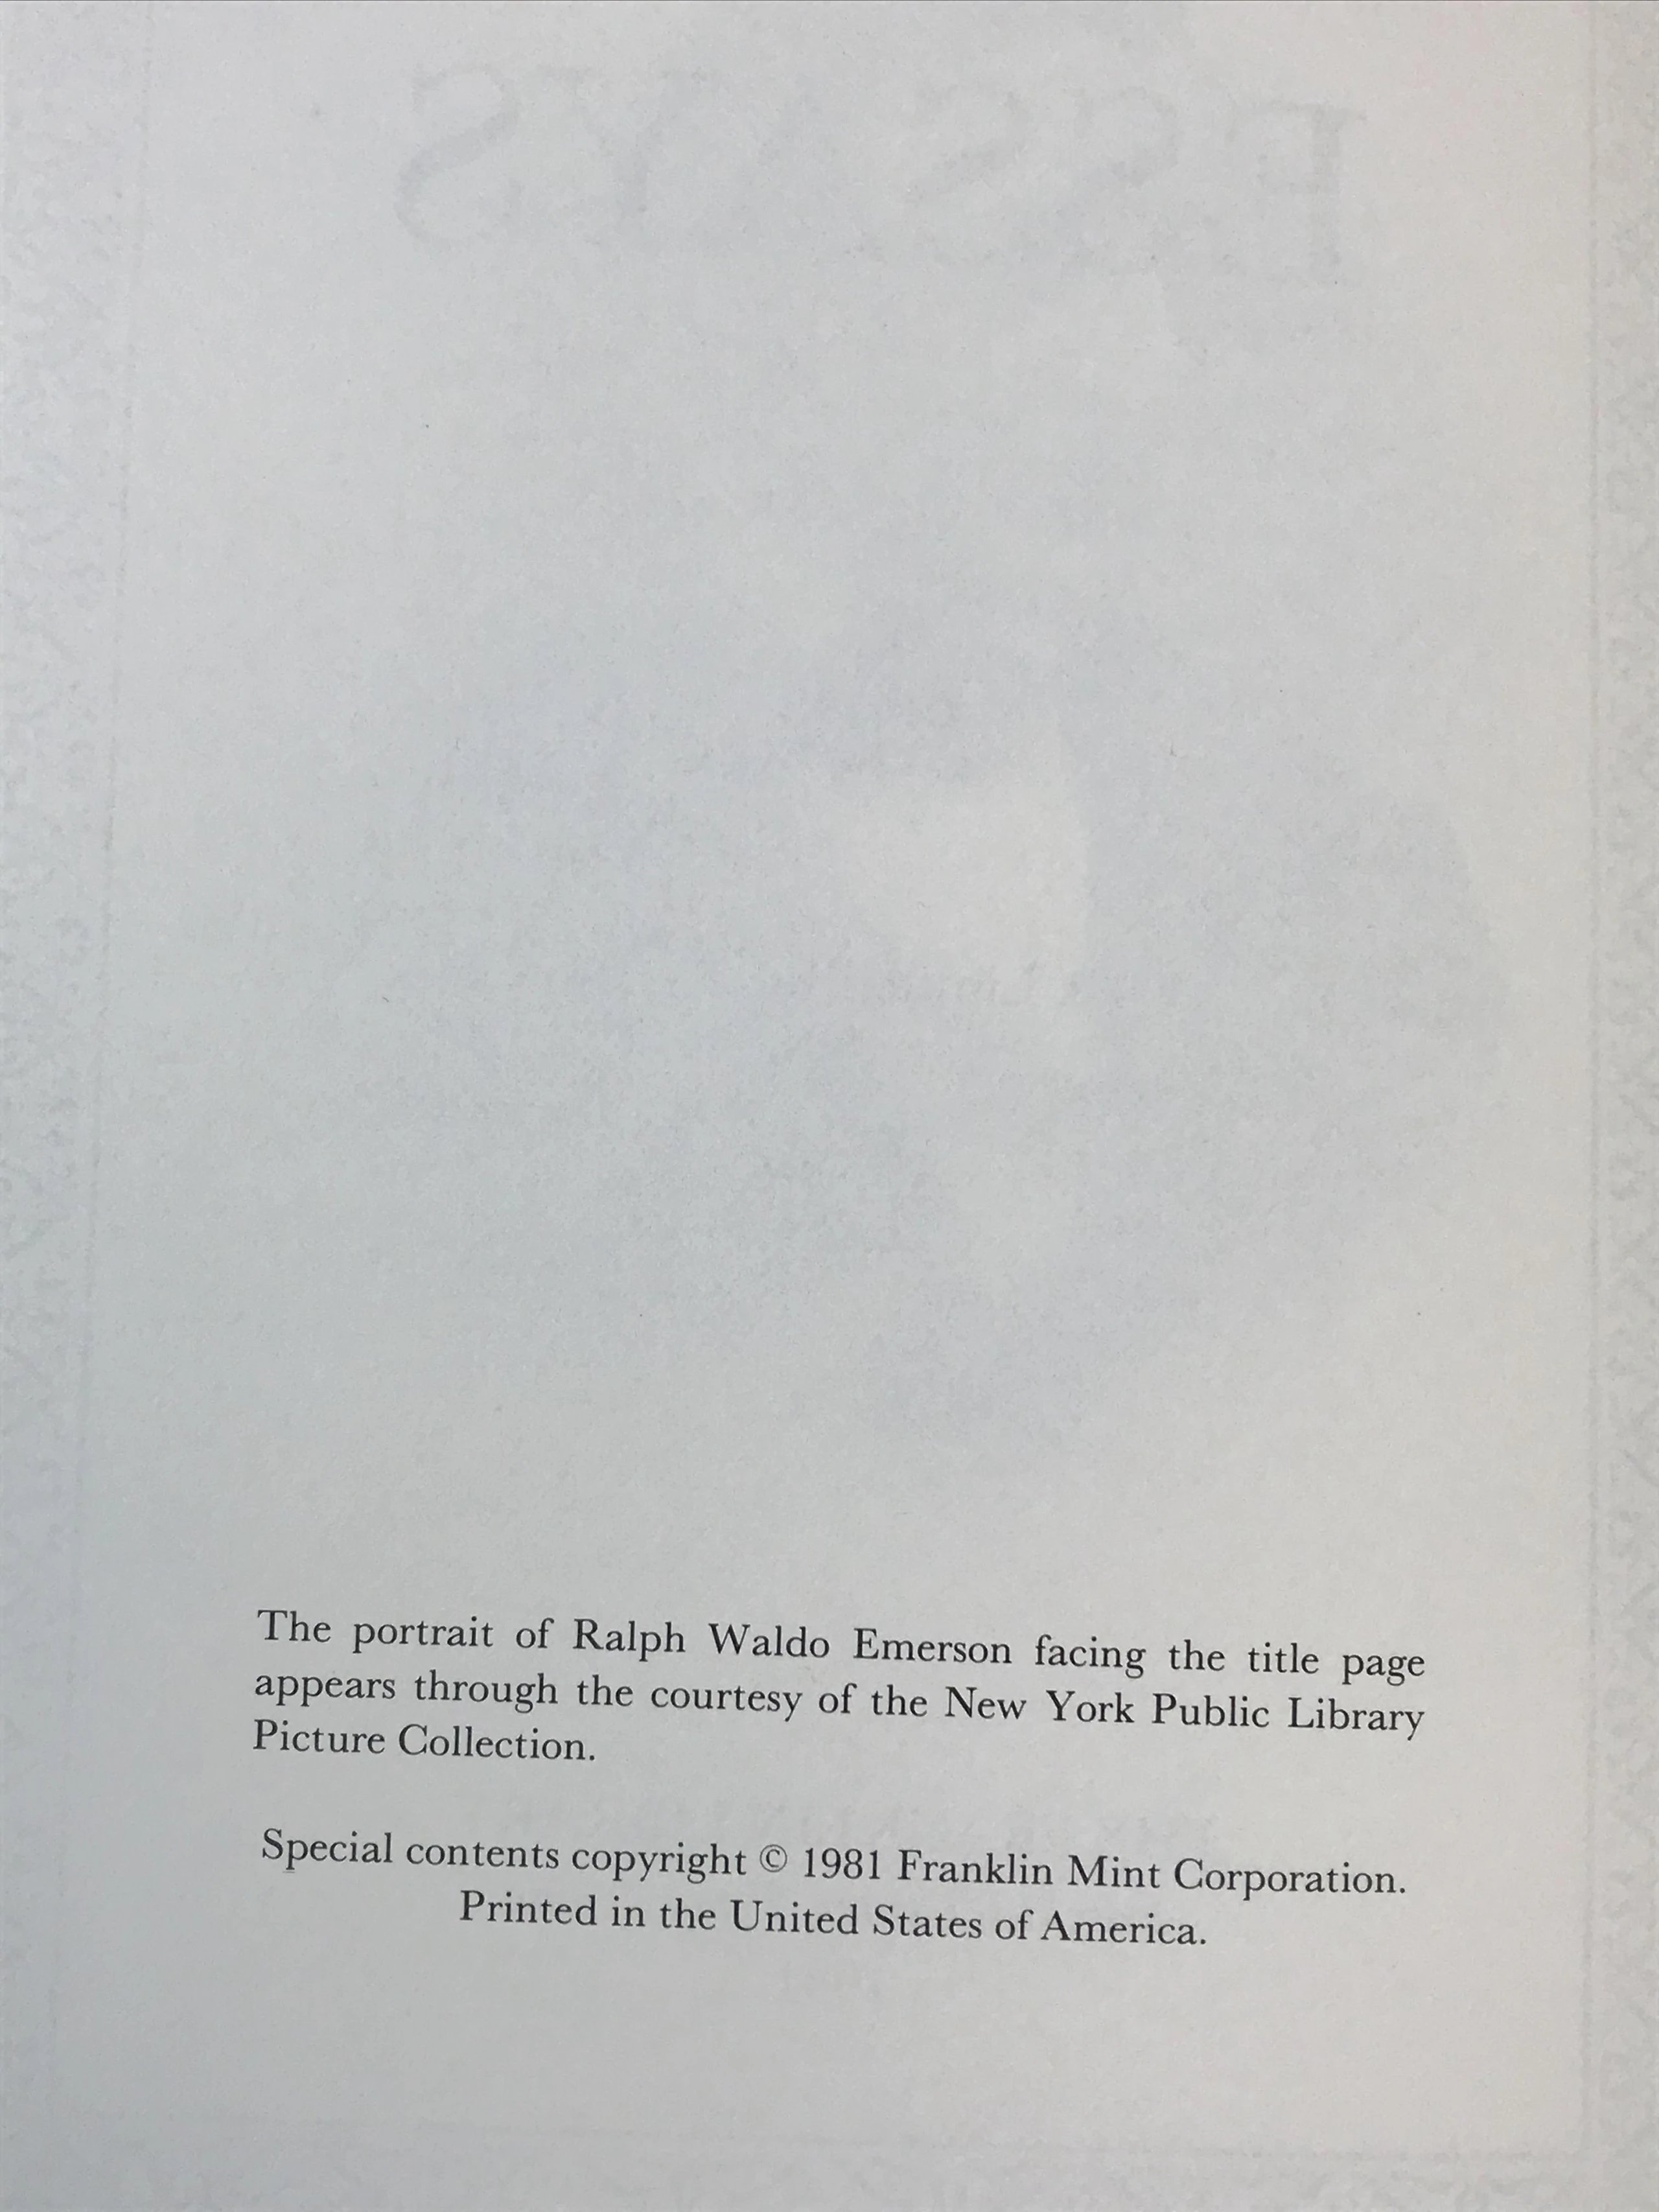 The portrait of Ralph Waldo Emerson facing the title page
appears through the courtesy of the New York Public Library
Picture Collection.
Special contents copyright © 1981 Franklin Mint Corporation.
Printed in the United States of America.